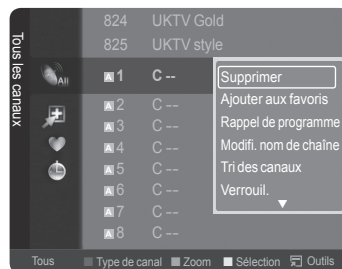 Tous les canaux
824 UKTV Gold
825 UKTV style
All
A 1 C --
A 2 C --
A 3 C --
A 4 C --
A 5 C --
A 6 C --
A 7 C --
A 8 C --
Supprimer
Ajouter aux favoris
Rappel de programme
Modifi. nom de chaîne
Tri des canaux
Verrouil.
Tous Type de canal Zoom Sélection Outils